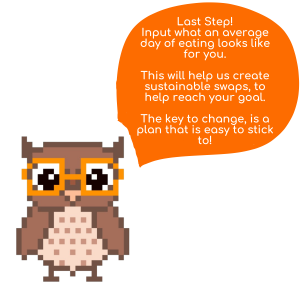 Last Step!
Input what an average
day of eating looks like
for you.
This will help us create
sustainable swaps, to
help reach your goal.
The key to change, is a
plan that is easy to stick
to!